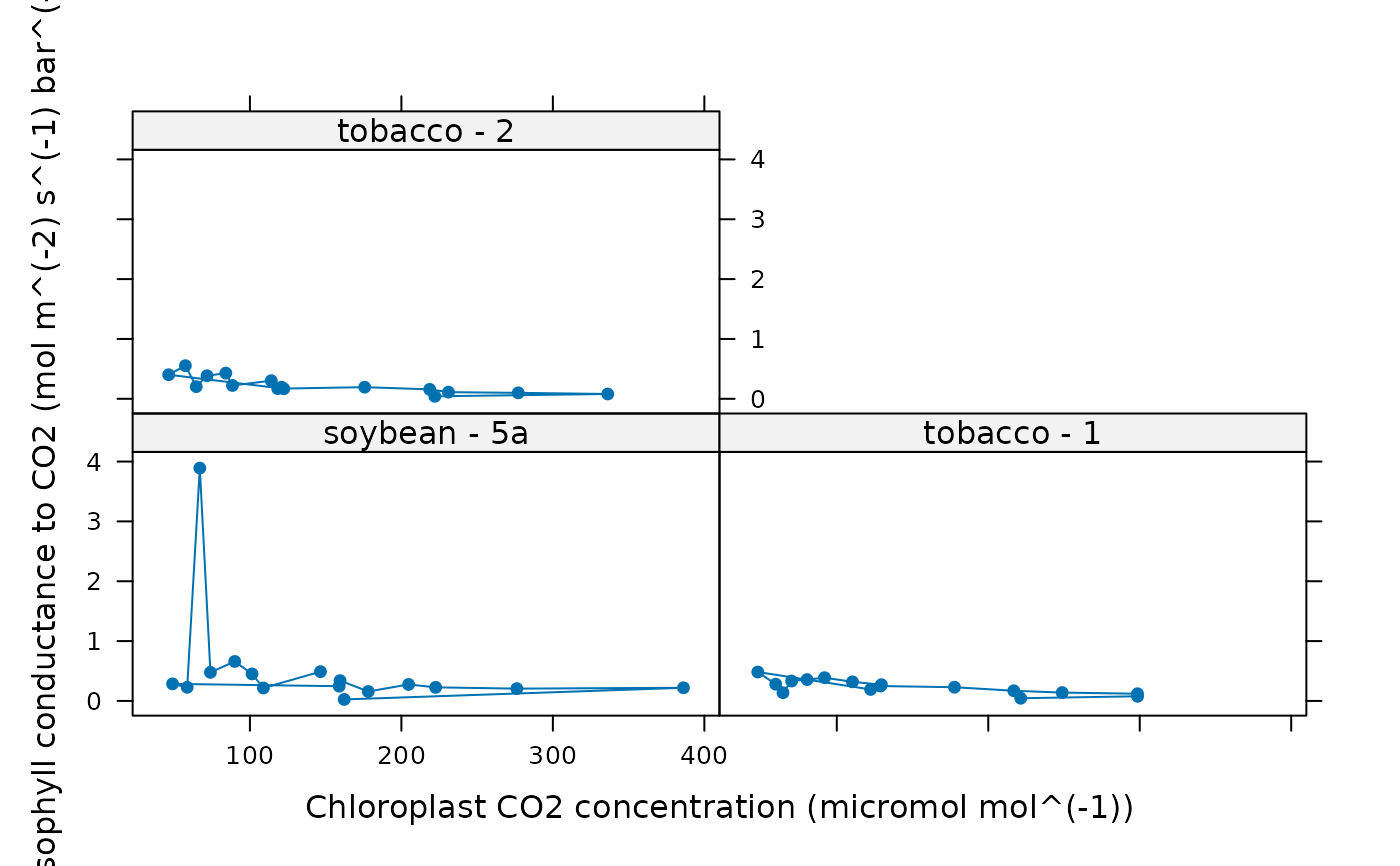 tobacco - 2
4
3
2
1
0
soybean - 5a
tobacco - 1
4
3
2
1
0
100 200 300 400
Chloroplast CO2 concentration (micromol mol^(-1))
sophyll conductance to CO2 (mol m^(-2) s^(-1) bar^(-